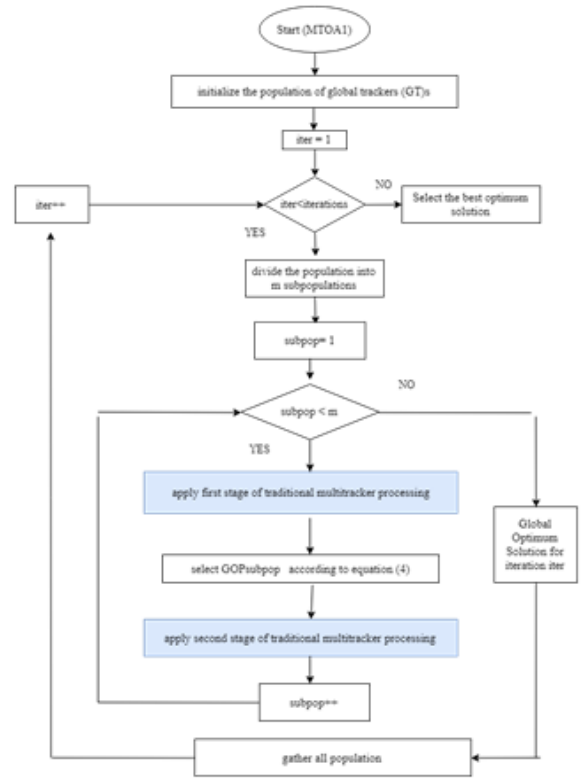 Start (MTOA1)
initialize the population of global trackers (GT)s
iter = 1
NO
iter++
iter<iterations
Select the best optimum
solution
YES
divide the population into
m subpopulations
subpop= 1
NO
subpop < m
YES
apply first stage of traditional multitracker processing
Global
Optimum
Solution for
iteration iter
select GOPsubpop according to equation (4)
apply second stage of traditional multitracker processing
subpop++
gather all population